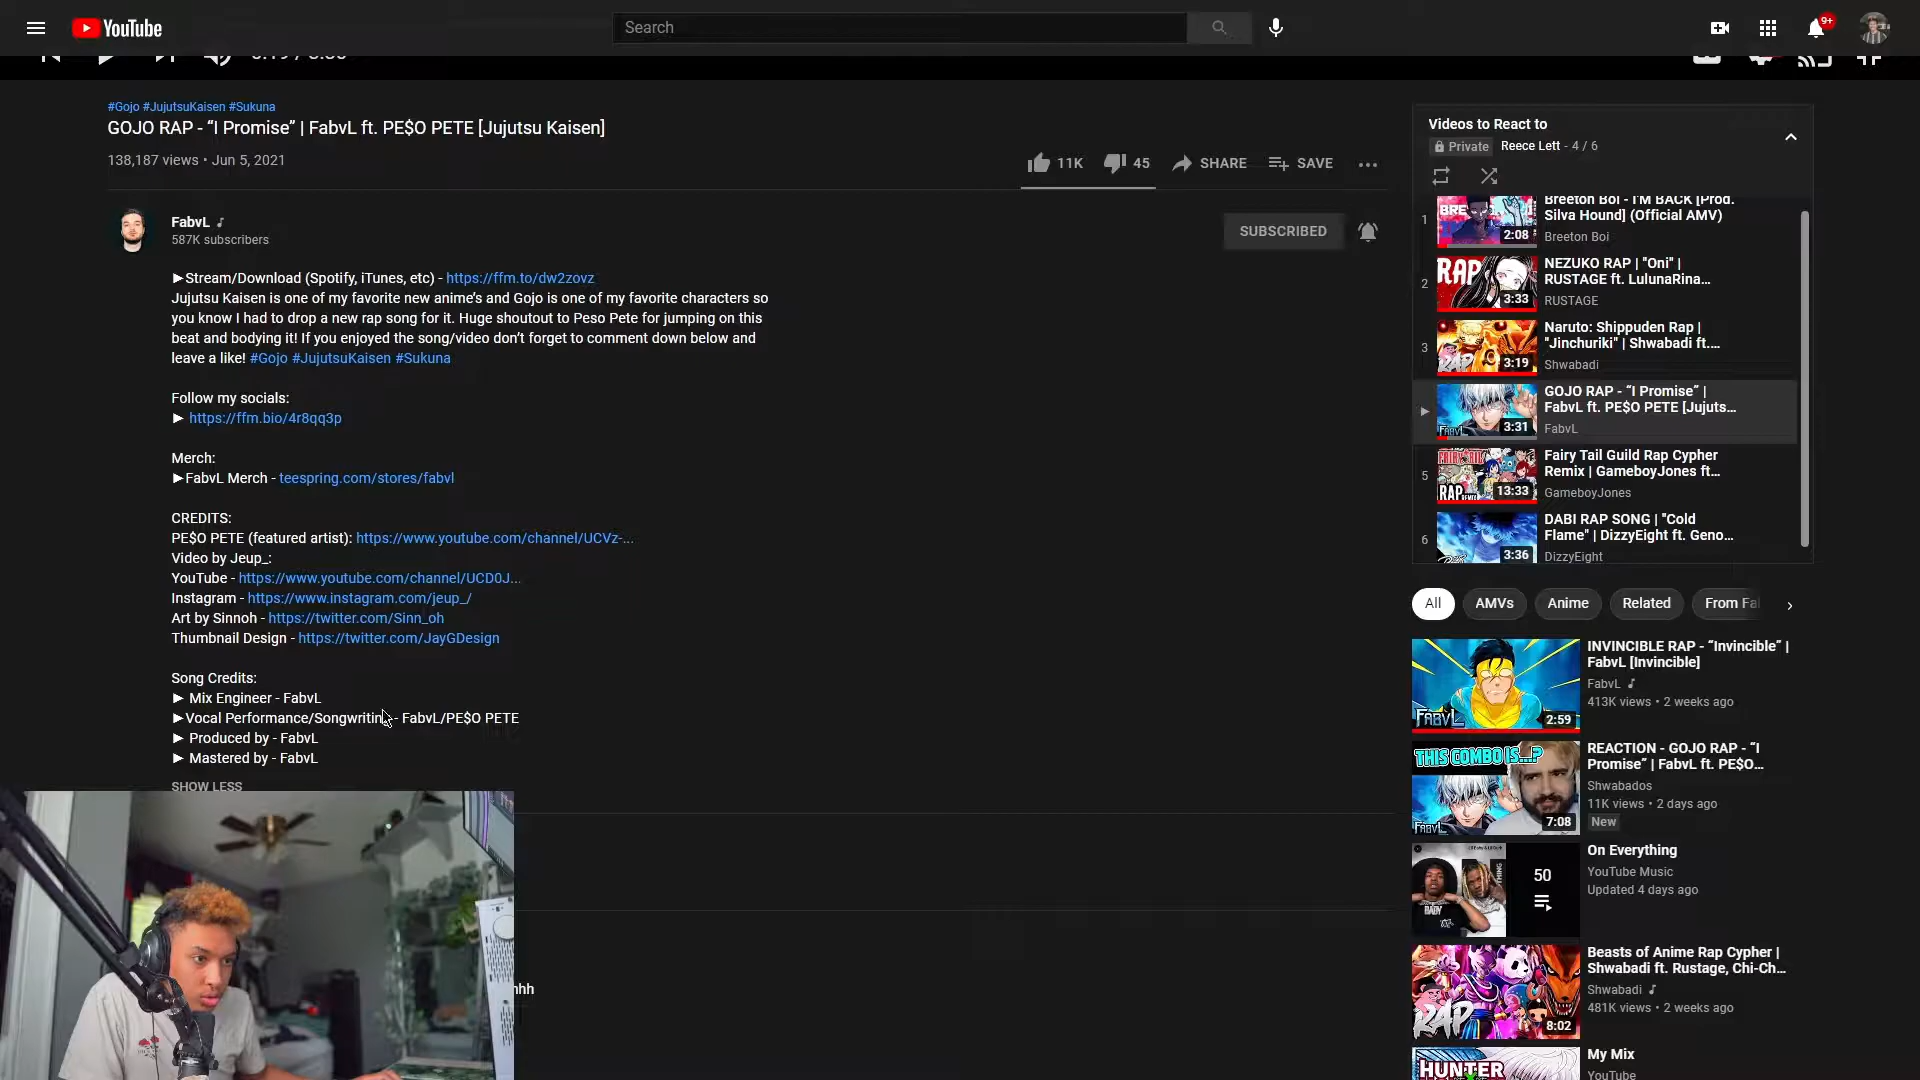 YouTube
Search
9+
#Gojo #JujutsuKaisen #Sukuna
GOJO RAP - “I Promise” | FabvL ft. PE$O PETE [Jujutsu Kaisen]
138,187 views • Jun 5, 2021
11K
45
SHARE
SAVE
FabvL
587K subscribers
SUBSCRIBED
►Stream/Download (Spotify, iTunes, etc) - https://ffm.to/dw2zovz
Jujutsu Kaisen is one of my favorite new anime’s and Gojo is one of my favorite characters so
you know I had to drop a new rap song for it. Huge shoutout to Peso Pete for jumping on this
beat and bodying it! If you enjoyed the song/video don’t forget to comment down below and
leave a like! #Gojo #JujutsuKaisen #Sukuna
Follow my socials:
► https://ffm.bio/4r8qq3p
Merch:
►FabvL Merch - teespring.com/stores/fabvl
CREDITS:
PE$O PETE (featured artist): https://www.youtube.com/channel/UCVz-...
Video by Jeup_:
YouTube - https://www.youtube.com/channel/UCD0J...
Instagram - https://www.instagram.com/jeup_/
Art by Sinnoh - https://twitter.com/Sinn_oh
Thumbnail Design - https://twitter.com/JayGDesign
Song Credits:
► Mix Engineer - FabvL
►Vocal Performance/Songwriting - FabvL/PE$O PETE
► Produced by - FabvL
► Mastered by - FabvL
SHOW LESS
Videos to React to
Private Reece Lett - 4 / 6
1
2:08
Breeton Boi - I'M BACK [Prod.
Silva Hound] (Official AMV)
Breeton Boi
2
RAP
3:33
NEZUKO RAP | "Oni" |
RUSTAGE ft. LulunaRina...
RUSTAGE
3
RAP
3:19
Naruto: Shippuden Rap |
"Jinchuriki" | Shwabadi ft....
Shwabadi
FABVL
3:31
GOJO RAP - “I Promise” |
FabvL ft. PE$O PETE [Jujuts...
FabvL
5
FAIRY TAIL
RAP REMIX
13:33
Fairy Tail Guild Rap Cypher
Remix | GameboyJones ft...
GameboyJones
6
3:36
DABI RAP SONG | "Cold
Flame" | DizzyEight ft. Geno...
DizzyEight
All
AMVs
Anime
Related
From Fa
FABVL
2:59
INVINCIBLE RAP - “Invincible” |
FabvL [Invincible]
FabvL
413K views • 2 weeks ago
THIS COMBO IS...?
FABVL
7:08
REACTION - GOJO RAP - “I
Promise” | FabvL ft. PE$O...
Shwabados
11K views • 2 days ago
New
50
On Everything
YouTube Music
Updated 4 days ago
RAP
8:02
Beasts of Anime Rap Cypher |
Shwabadi ft. Rustage, Chi-Ch...
Shwabadi
481K views • 2 weeks ago
HUNTER
My Mix
YouTube